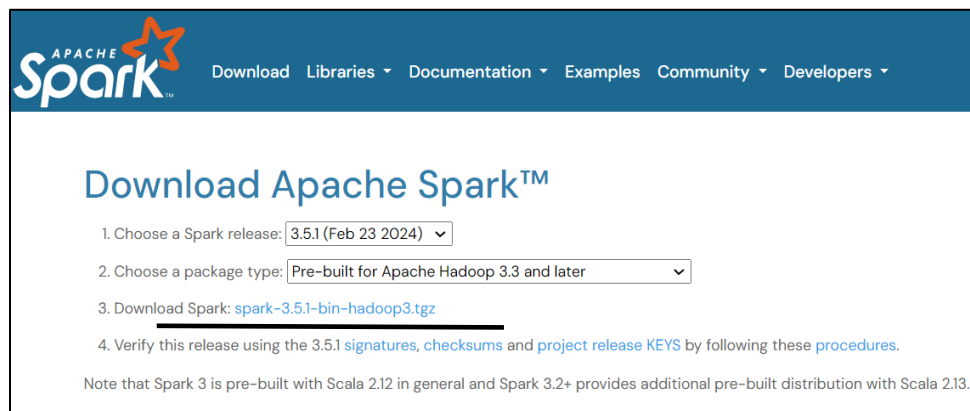 APACHE
Spark™
Download Libraries Documentation Examples Community Developers
Download Apache Spark™
1. Choose a Spark release: 3.5.1 (Feb 23 2024)
2. Choose a package type: Pre-built for Apache Hadoop 3.3 and later
3. Download Spark: spark-3.5.1-bin-hadoop3.tgz
4. Verify this release using the 3.5.1 signatures, checksums and project release KEYS by following these procedures.
Note that Spark 3 is pre-built with Scala 2.12 in general and Spark 3.2+ provides additional pre-built distribution with Scala 2.13.